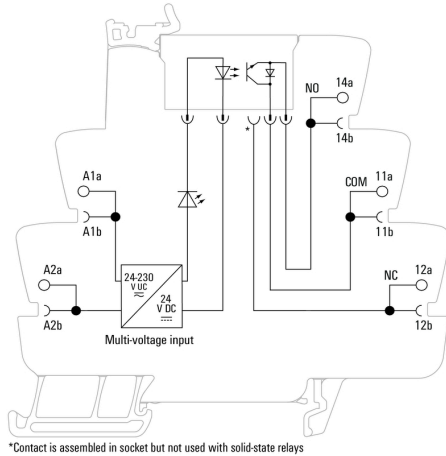 NO
14a
*
14b
A1a
COM
11a
A1b
11b
A2a
24-230
V UC
NC
12a
24
V DC
A2b
12b
Multi-voltage input
*Contact is assembled in socket but not used with solid-state relays